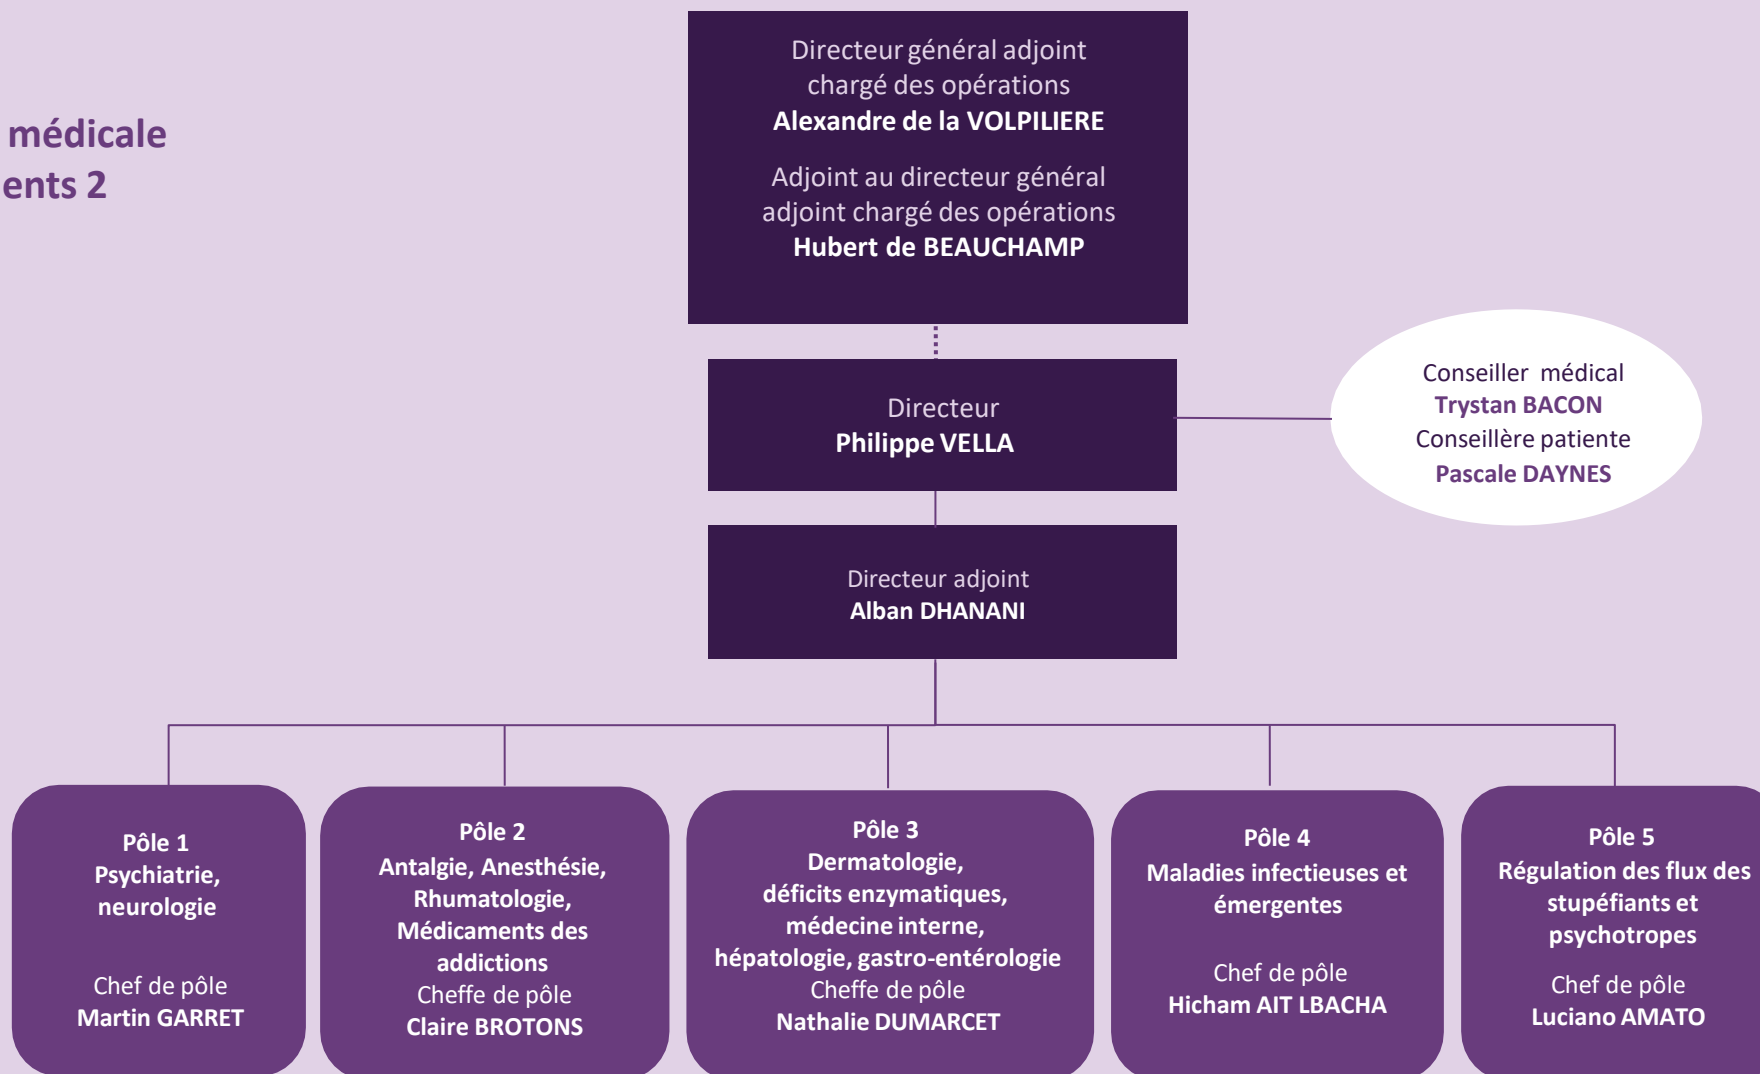 médicale
ents 2
Directeur général adjoint
chargé des opérations
Alexandre de la VOLPILIERE
Adjoint au directeur général
adjoint chargé des opérations
Hubert de BEAUCHAMP
Directeur
Philippe VELLA
Conseiller médical
Trystan BACON
Conseillère patiente
Pascale DAYNES
Directeur adjoint
Alban DHANANI
Pôle 1
Psychiatrie,
neurologie
Chef de pôle
Martin GARRET
Pôle 2
Antalgie, Anesthésie,
Rhumatologie,
Médicaments des
addictions
Cheffe de pôle
Claire BROTONS
Pôle 3
Dermatologie,
déficits enzymatiques,
médecine interne,
hépatologie, gastro-entérologie
Cheffe de pôle
Nathalie DUMARCET
Pôle 4
Maladies infectieuses et
émergentes
Chef de pôle
Hicham AIT LBACHA
Pôle 5
Régulation des flux des
stupéfiants et
psychotropes
Chef de pôle
Luciano AMATO